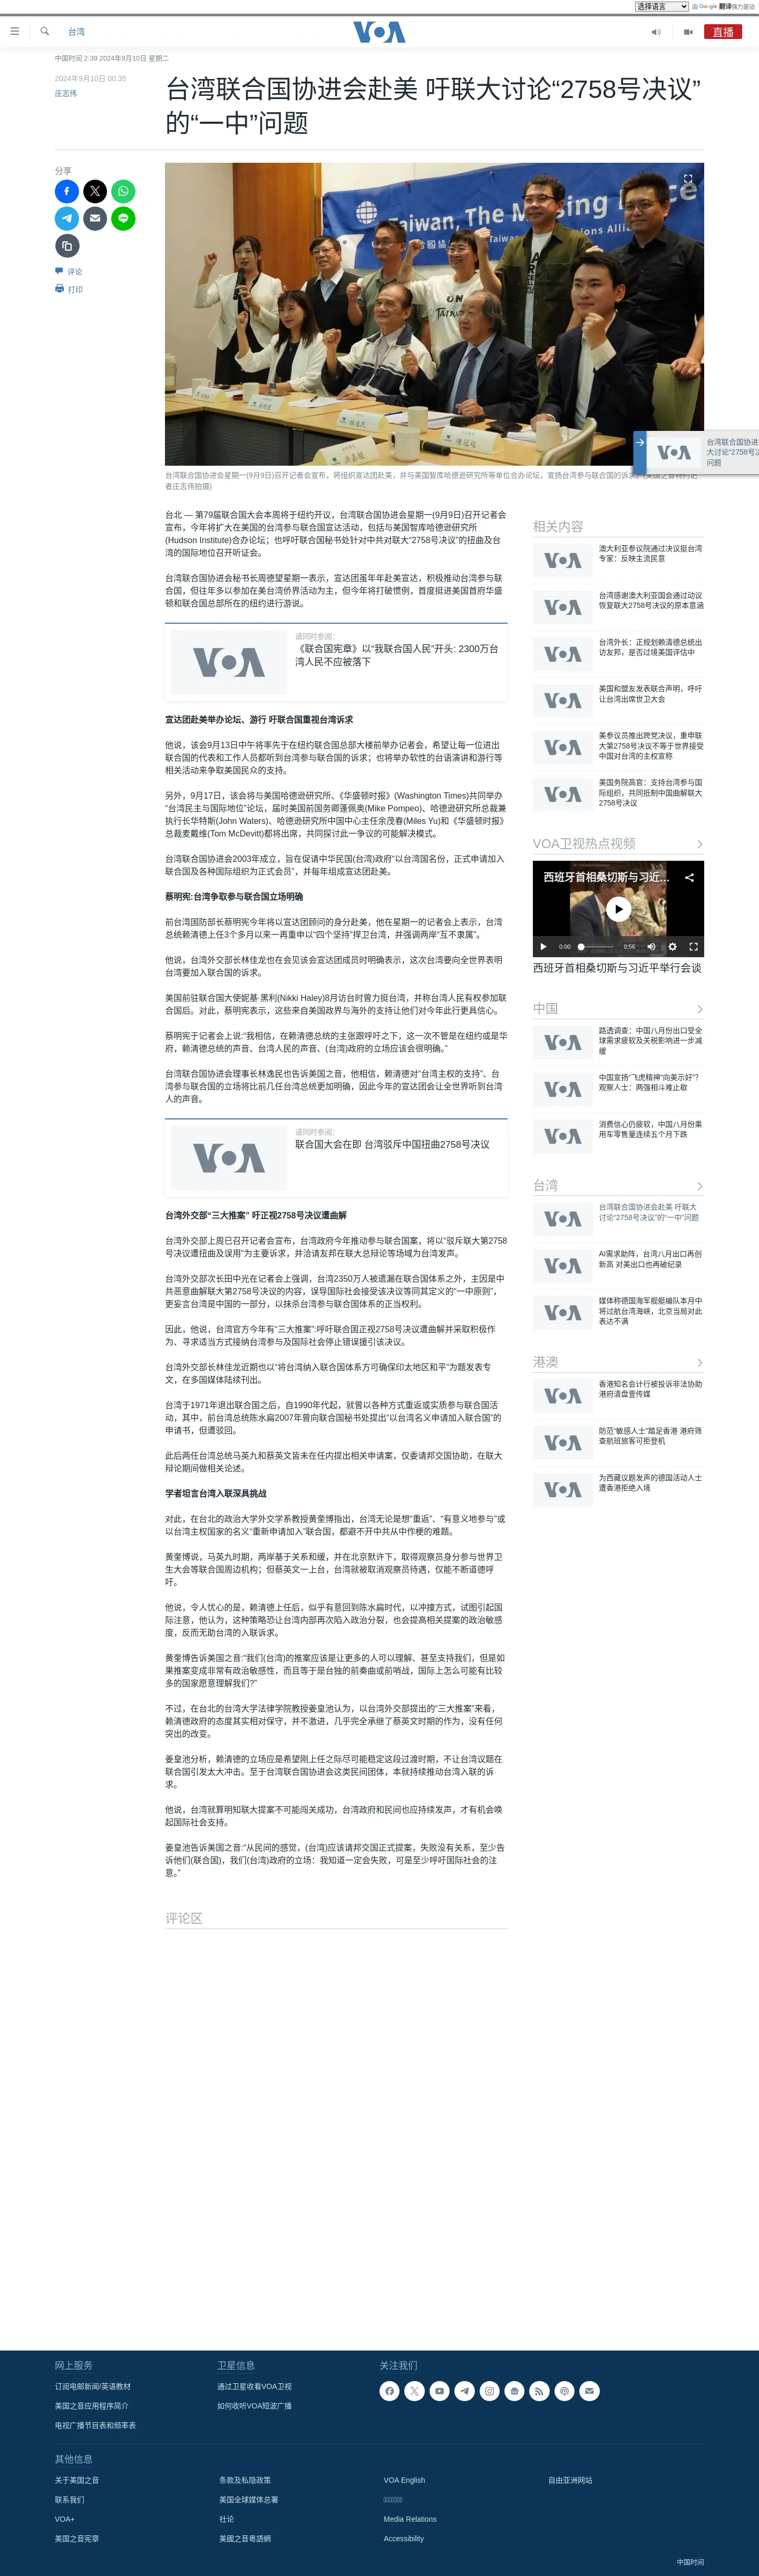 选择语言 由 Google 翻译强力驱动
台湾
VOA
直播
中国时间 2:39 2024年9月10日 星期二
2024年9月10日 00:35
庄志伟
台湾联合国协进会赴美 吁联大讨论“2758号决议”
的“一中”问题
分享
评论
打印
Taiwan, The Missing Piece
台湾联合国协进会星期一(9月9日)召开记者会宣布，将组织宣达团赴美，并与美国智库哈德逊研究所等单位合办论坛，宣扬台湾参与联合国的诉求。(美国之音特约记
者庄志伟拍摄)
台湾联合国协进
大讨论“2758号决
问题
台北 — 第79届联合国大会本周将于纽约开议，台湾联合国协进会星期一(9月9日)召开记者会
宣布，今年将扩大在美国的台湾参与联合国宣达活动，包括与美国智库哈德逊研究所
(Hudson Institute)合办论坛；也呼吁联合国秘书处针对中共对联大“2758号决议”的扭曲及台
湾的国际地位召开听证会。
台湾联合国协进会秘书长周德望星期一表示，宣达团虽年年赴美宣达，积极推动台湾参与联
合国，但往年多以参加在美台湾侨界活动为主，但今年将打破惯例，首度挺进美国首府华盛
顿和联合国总部所在的纽约进行游说。
请同时参阅：
《联合国宪章》以“我联合国人民”开头: 2300万台
湾人民不应被落下
VOA
宣达团赴美举办论坛、游行 吁联合国重视台湾诉求
他说，该会9月13日中午将率先于在纽约联合国总部大楼前举办记者会，希望让每一位进出
联合国的代表和工作人员都听到台湾参与联合国的诉求；也将举办软性的台语演讲和游行等
相关活动来争取美国民众的支持。
另外，9月17日，该会将与美国哈德逊研究所、《华盛顿时报》(Washington Times)共同举办
“台湾民主与国际地位”论坛，届时美国前国务卿蓬佩奥(Mike Pompeo)、哈德逊研究所总裁兼
执行长华特斯(John Waters)、哈德逊研究所中国中心主任余茂春(Miles Yu)和《华盛顿时报》
总裁麦戴维(Tom McDevitt)都将出席，共同探讨此一争议的可能解决模式。
台湾联合国协进会2003年成立，旨在促请中华民国(台湾)政府“以台湾国名份，正式申请加入
联合国及各种国际组织为正式会员”，并每年组成宣达团赴美。
蔡明宪:台湾争取参与联合国立场明确
前台湾国防部长蔡明宪今年将以宣达团顾问的身分赴美，他在星期一的记者会上表示，台湾
总统赖清德上任3个多月以来一再重申以“四个坚持”捍卫台湾，并强调两岸“互不隶属”。
他说，台湾外交部长林佳龙也在会见该会宣达团成员时明确表示，这次台湾要向全世界表明
台湾要加入联合国的诉求。
美国前驻联合国大使妮基·黑利(Nikki Haley)8月访台时曾力挺台湾，并称台湾人民有权参加联
合国后。对此，蔡明宪表示，这些来自美国政界与海外的支持让他们对今年此行更具信心。
蔡明宪于记者会上说:“我相信，在赖清德总统的主张跟呼吁之下，这一次不管是在纽约或是华
府，赖清德总统的声音、台湾人民的声音、(台湾)政府的立场应该会很明确。”
台湾联合国协进会理事长林逸民也告诉美国之音，他相信，赖清德对“台湾主权的支持”、台
湾参与联合国的立场将比前几任台湾总统更加明确，因此今年的宣达团会让全世界听到台湾
人的声音。
请同时参阅：
联合国大会在即 台湾驳斥中国扭曲2758号决议
VOA
台湾外交部“三大推案” 吁正视2758号决议遭曲解
台湾外交部上周已召开记者会宣布，台湾政府今年推动参与联合国案，将以“驳斥联大第2758
号决议遭扭曲及误用”为主要诉求，并洽请友邦在联大总辩论等场域为台湾发声。
台湾外交部次长田中光在记者会上强调，台湾2350万人被遗漏在联合国体系之外，主因是中
共恶意曲解联大第2758号决议的内容，误导国际社会接受该决议等同其定义的“一中原则”，
更妄言台湾是中国的一部分，以抹杀台湾参与联合国体系的正当权利。
因此，他说，台湾官方今年有“三大推案”:呼吁联合国正视2758号决议遭曲解并采取积极作
为、寻求适当方式接纳台湾参与及国际社会停止错误援引该决议。
台湾外交部长林佳龙近期也以“将台湾纳入联合国体系方可确保印太地区和平”为题发表专
文，在多国媒体陆续刊出。
台湾于1971年退出联合国之后，自1990年代起，就曾以各种方式重返或实质参与联合国活
动，其中，前台湾总统陈水扁2007年曾向联合国秘书处提出“以台湾名义申请加入联合国”的
申请书，但遭驳回。
此后两任台湾总统马英九和蔡英文皆未在任内提出相关申请案，仅委请邦交国协助，在联大
辩论期间做相关论述。
学者坦言台湾入联深具挑战
对此，在台北的政治大学外交学系教授黄奎博指出，台湾无论是想“重返”、“有意义地参与”或
以台湾主权国家的名义“重新申请加入”联合国，都避不开中共从中作梗的难题。
黄奎博说，马英九时期，两岸基于关系和缓，并在北京默许下，取得观察员身分参与世界卫
生大会等联合国周边机构；但蔡英文一上台，台湾就被取消观察员待遇，仅能不断道德呼
吁。
他说，令人忧心的是，赖清德上任后，似乎有意回到陈水扁时代，以冲撞方式，试图引起国
际注意，他认为，这种策略恐让台湾内部再次陷入政治分裂，也会提高相关提案的政治敏感
度，反而无助台湾的入联诉求。
黄奎博告诉美国之音:“我们(台湾)的推案应该是让更多的人可以理解、甚至支持我们，但是如
果推案变成非常有政治敏感性，而且等于是台独的前奏曲或前哨战，国际上怎么可能有比较
多的国家愿意理解我们?”
不过，在台北的台湾大学法律学院教授姜皇池认为，以台湾外交部提出的“三大推案”来看，
赖清德政府的态度其实相对保守，并不激进，几乎完全承继了蔡英文时期的作为，没有任何
突出的改变。
姜皇池分析，赖清德的立场应是希望刚上任之际尽可能稳定这段过渡时期，不让台湾议题在
联合国引发太大冲击。至于台湾联合国协进会这类民间团体，本就持续推动台湾入联的诉
求。
他说，台湾就算明知联大提案不可能闯关成功，台湾政府和民间也应持续发声，才有机会唤
起国际社会支持。
姜皇池告诉美国之音:“从民间的感觉，(台湾)应该请邦交国正式提案，失败没有关系，至少告
诉他们(联合国)，我们(台湾)政府的立场：我知道一定会失败，可是至少呼吁国际社会的注
意。”
评论区
相关内容
澳大利亚参议院通过决议挺台湾
专家：反映主流民意
台湾感谢澳大利亚国会通过动议
恢复联大2758号决议的原本意涵
台湾外长：正规划赖清德总统出
访友邦，是否过境美国评估中
美国和盟友发表联合声明，呼吁
让台湾出席世卫大会
美参议员推出跨党决议，重申联
大第2758号决议不等于世界接受
中国对台湾的主权宣称
美国务院高官：支持台湾参与国
际组织，共同抵制中国曲解联大
2758号决议
VOA卫视热点视频
西班牙首相桑切斯与习近...
0:00 0:56
西班牙首相桑切斯与习近平举行会谈
中国
路透调查：中国八月份出口受全
球需求疲软及关税影响进一步减
缓
中国宣扬“飞虎精神”向美示好”?
观察人士：两强相斗难止歇
消费信心仍疲软，中国八月份乘
用车零售量连续五个月下跌
台湾
台湾联合国协进会赴美 吁联大
讨论“2758号决议”的“一中”问题
AI需求助阵，台湾八月出口再创
新高 对美出口也再破纪录
媒体称德国海军舰艇编队本月中
将过航台湾海峡，北京当局对此
表达不满
港澳
香港知名会计行被投诉非法协助
港府清盘壹传媒
防范“敏感人士”踏足香港 港府筛
查航班旅客可拒登机
为西藏议题发声的德国活动人士
遭香港拒绝入境
网上服务
订阅电邮新闻/英语教材
美国之音应用程序简介
电视广播节目表和频率表
卫星信息
通过卫星收看VOA卫视
如何收听VOA短波广播
关注我们
其他信息
关于美国之音
联系我们
VOA+
美国之音宪章
条款及私隐政策
美国全球媒体总署
社论
美國之音粵語網
VOA English
Media Relations
Accessibility
自由亚洲网站
中国时间